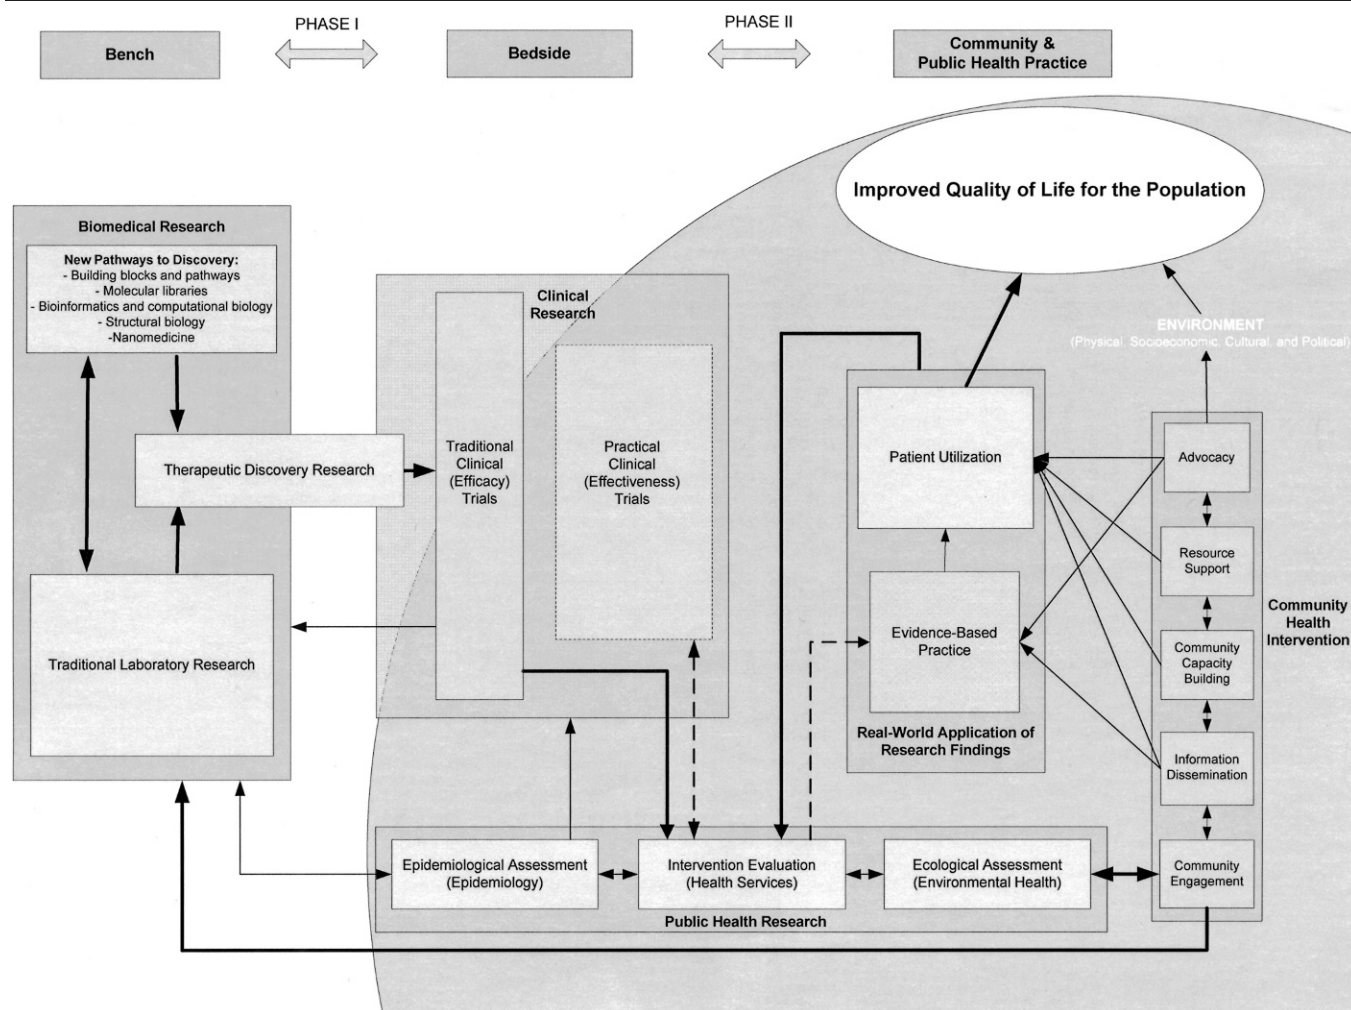 PHASE I
PHASE II
Bench
Bedside
Community &
Public Health Practice
Improved Quality of Life for the Population
Biomedical Research
New Pathways to Discovery:
- Building blocks and pathways
- Molecular libraries
- Bioinformatics and computational biology
- Structural biology
-Nanomedicine
Therapeutic Discovery Research
Traditional Laboratory Research
Clinical
Research
Traditional
Clinical
(Efficacy)
Trials
Practical
Clinical
(Effectiveness)
Trials
ENVIRONMENT
(Physical, Socioeconomic, Cultural, and Political)
Patient Utilization
Evidence-Based
Practice
Real-World Application of
Research Findings
Advocacy
Resource
Support
Community
Capacity
Building
Information
Dissemination
Community
Engagement
Community
Health
Intervention
Epidemiological Assessment
(Epidemiology)
Intervention Evaluation
(Health Services)
Ecological Assessment
(Environmental Health)
Public Health Research